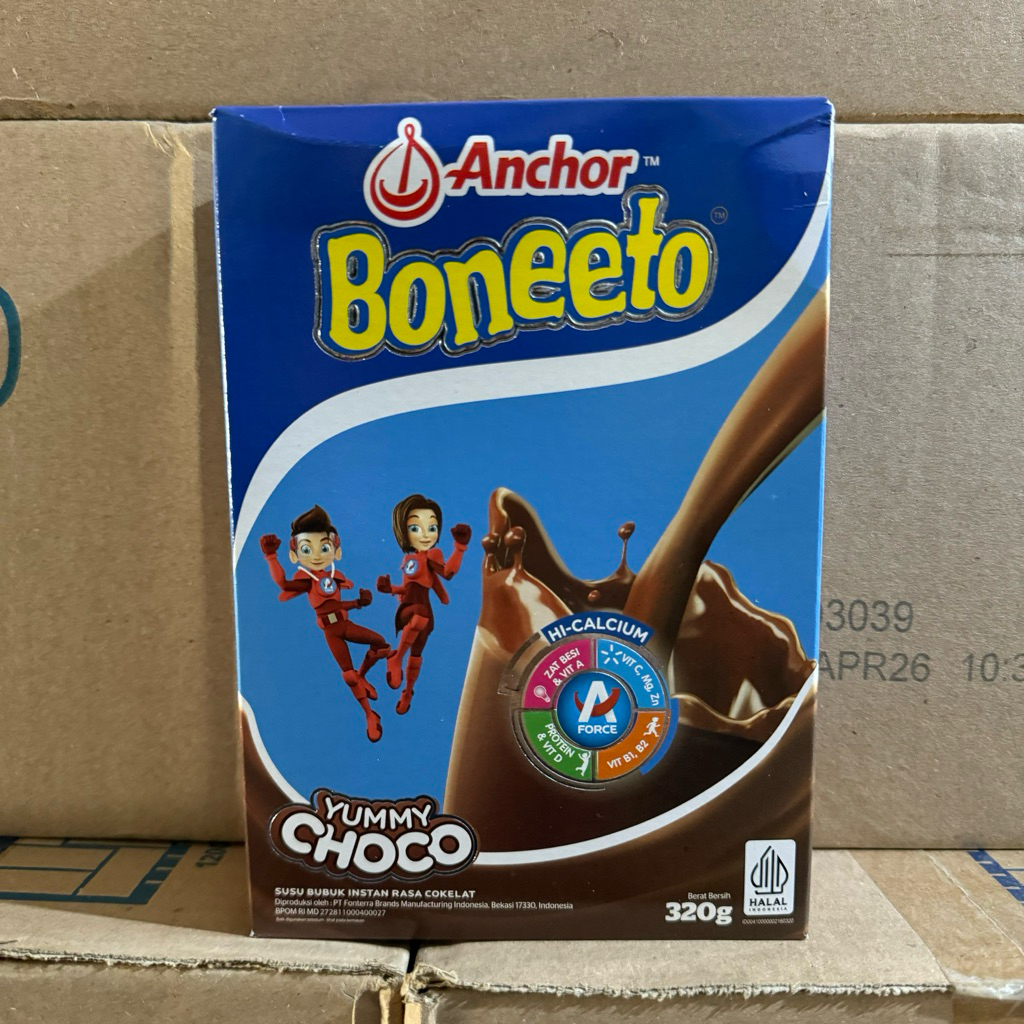 Anchor™
Boneeto™
HI-CALCIUM
ZAT BESI
& VIT A
VIT C, Mg, Zn
A
FORCE
PROTEIN
& VIT D
VIT B1, B2
YUMMY
CHOCO
SUSU BUBUK INSTAN RASA COKELAT
Diproduksi oleh : PT Fonterra Brands Manufacturing Indonesia. Bekasi 17330, Indonesia
BPOM RI MD 272811000400027
Berat Bersih
320g
HALAL
INDONESIA
3039
APR26 10:3